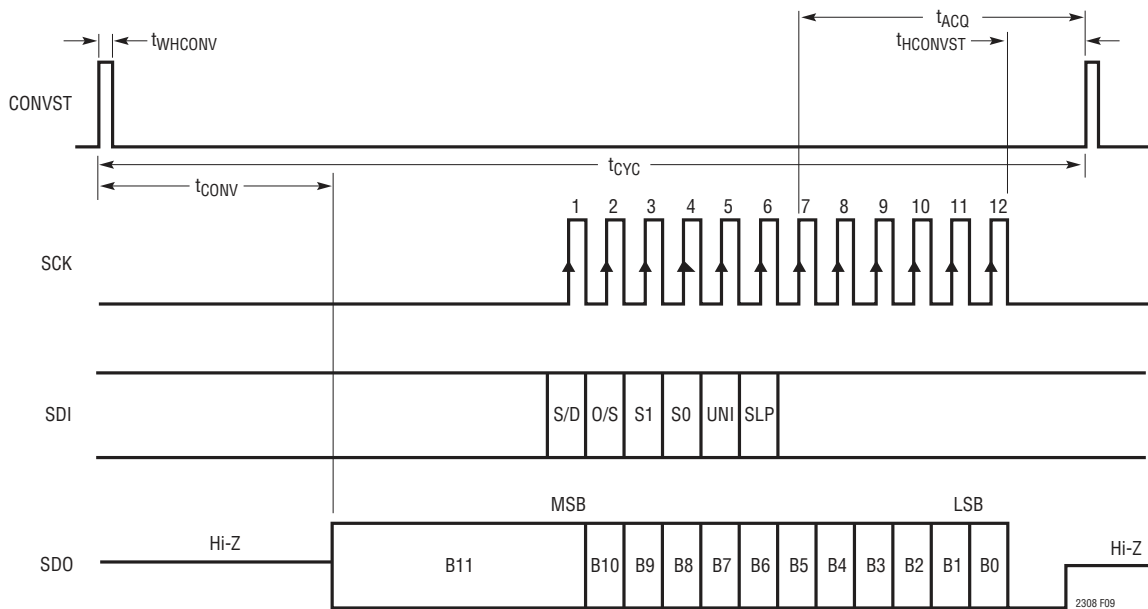 tACQ
tWHCONV
tHCONVST
CONVST
tCYC
tCONV
1 2 3 4 5 6 7 8 9 10 11 12
SCK
SDI
S/D O/S S1 S0 UNI SLP
MSB LSB
Hi-Z Hi-Z
SDO
B11 B10 B9 B8 B7 B6 B5 B4 B3 B2 B1 B0
2308 F09